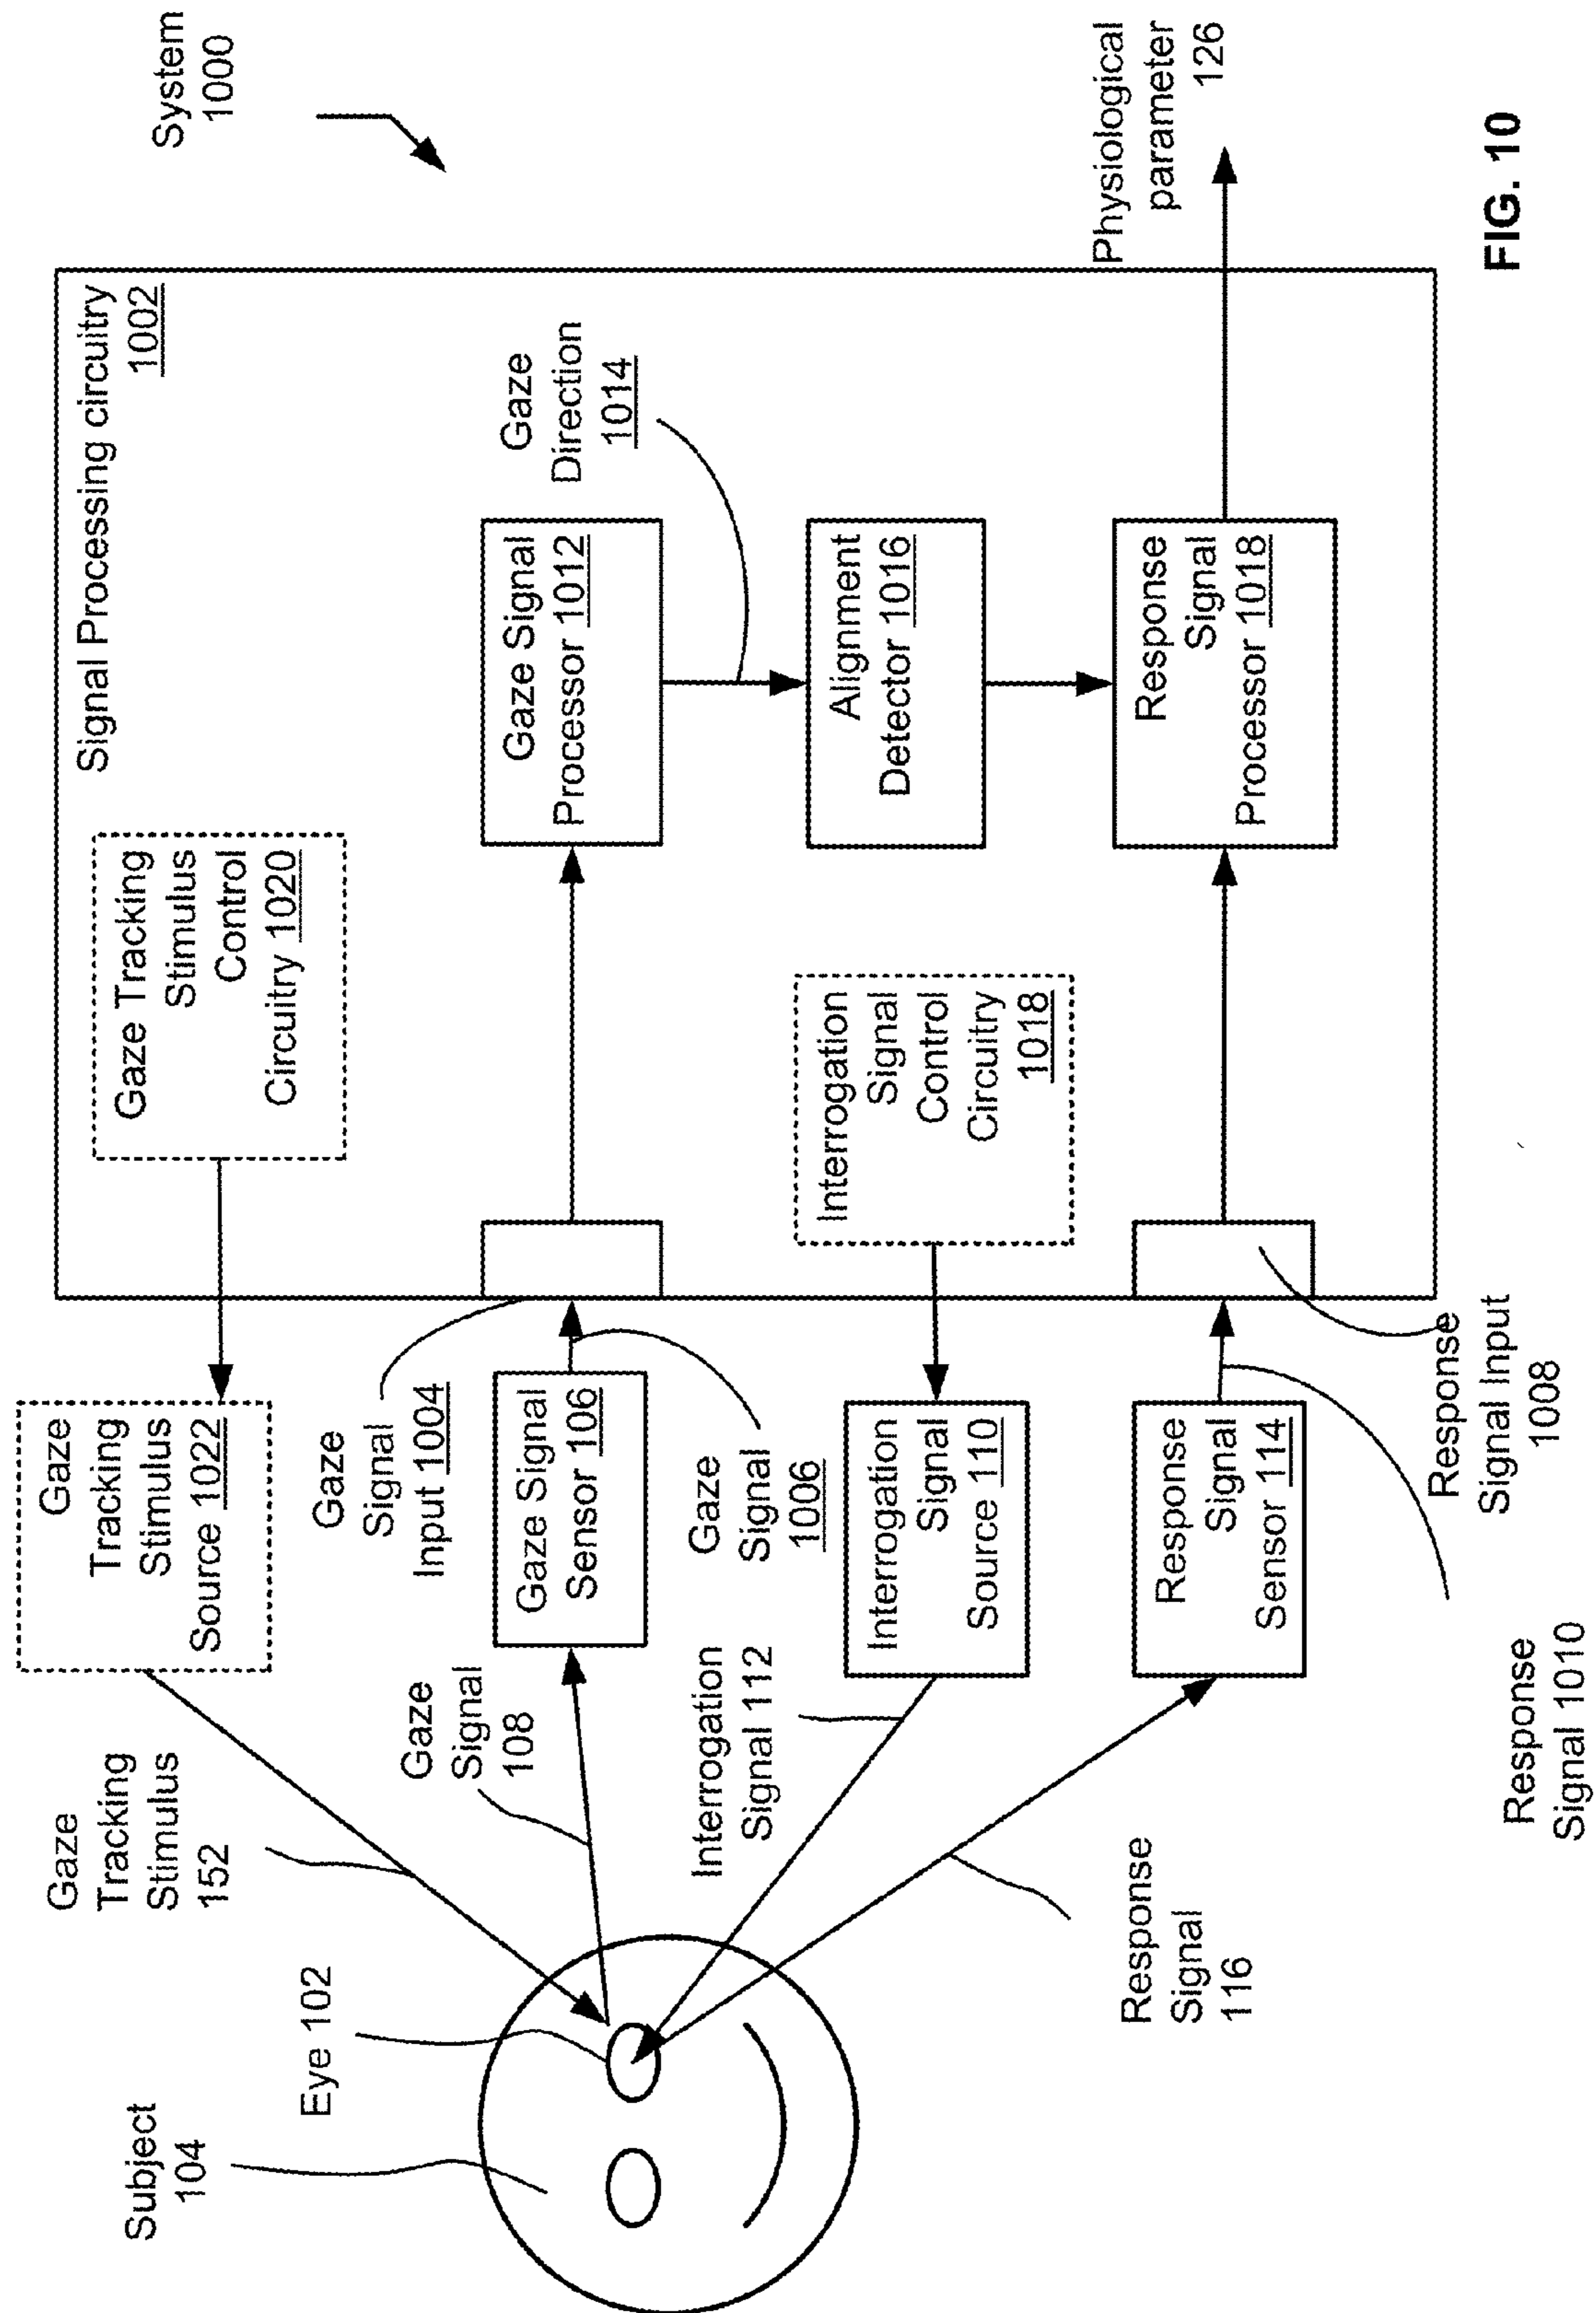 System
1000
Signal Processing circuitry
1002
Gaze Tracking
Stimulus
Control
Circuitry 1020
Gaze
Tracking
Stimulus
Source 1022
Gaze
Tracking
Stimulus
152
Subject
104
Eye 102
Gaze
Signal
108
Gaze
Signal
Input 1004
Gaze Signal
Sensor 106
Gaze
Signal
1006
Gaze Signal
Processor 1012
Gaze
Direction
1014
Alignment
Detector 1016
Interrogation
Signal
Control
Circuitry
1018
Interrogation
Signal
Source 110
Interrogation
Signal 112
Response
Signal
116
Response
Signal
Sensor 114
Response
Signal 1010
Response
Signal Input
1008
Response
Signal
Processor 1018
Physiological
parameter
126
FIG. 10